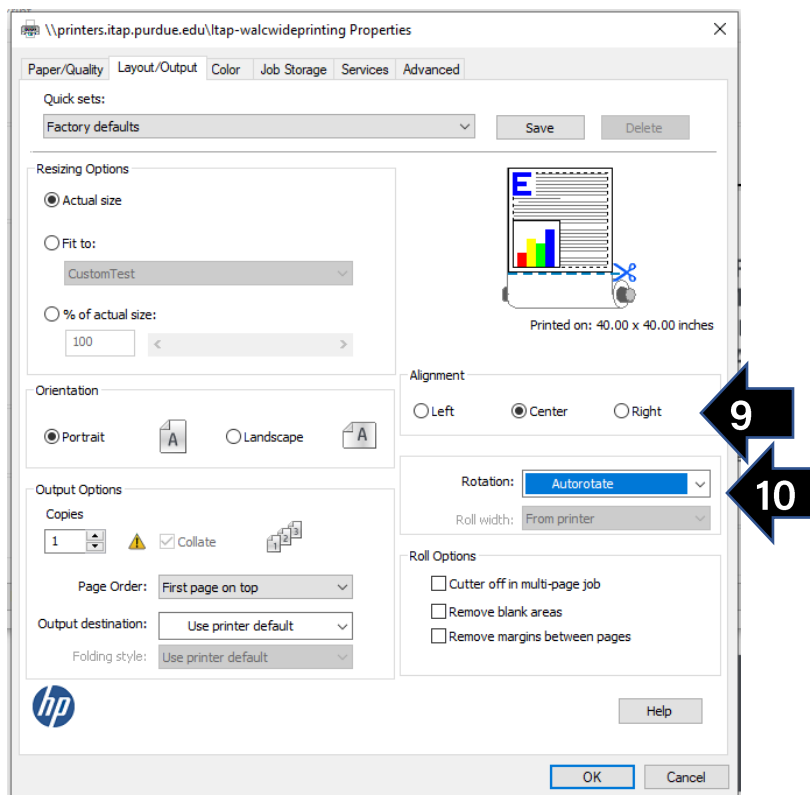 \\printers.itap.purdue.edu\ltap-walcwideprinting Properties
Paper/Quality Layout/Output Color Job Storage Services Advanced
Quick sets:
Factory defaults Save Delete
Resizing Options
Actual size
Fit to:
CustomTest
% of actual size:
100
E
Printed on: 40.00 x 40.00 inches
Orientation
Portrait A Landscape A
Alignment
Left Center Right
9
Rotation: Autorotate
10
Roll width: From printer
Output Options
Copies
1 Collate 1 2 3
Page Order: First page on top
Output destination: Use printer default
Folding style: Use printer default
Roll Options
Cutter off in multi-page job
Remove blank areas
Remove margins between pages
hp
Help
OK Cancel